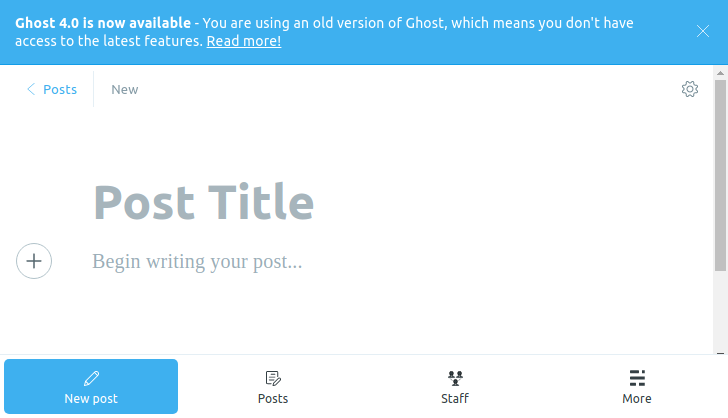 Ghost 4.0 is now available - You are using an old version of Ghost, which means you don't have
access to the latest features. Read more!
Posts
New
Post Title
Begin writing your post...
New post
Posts
Staff
More